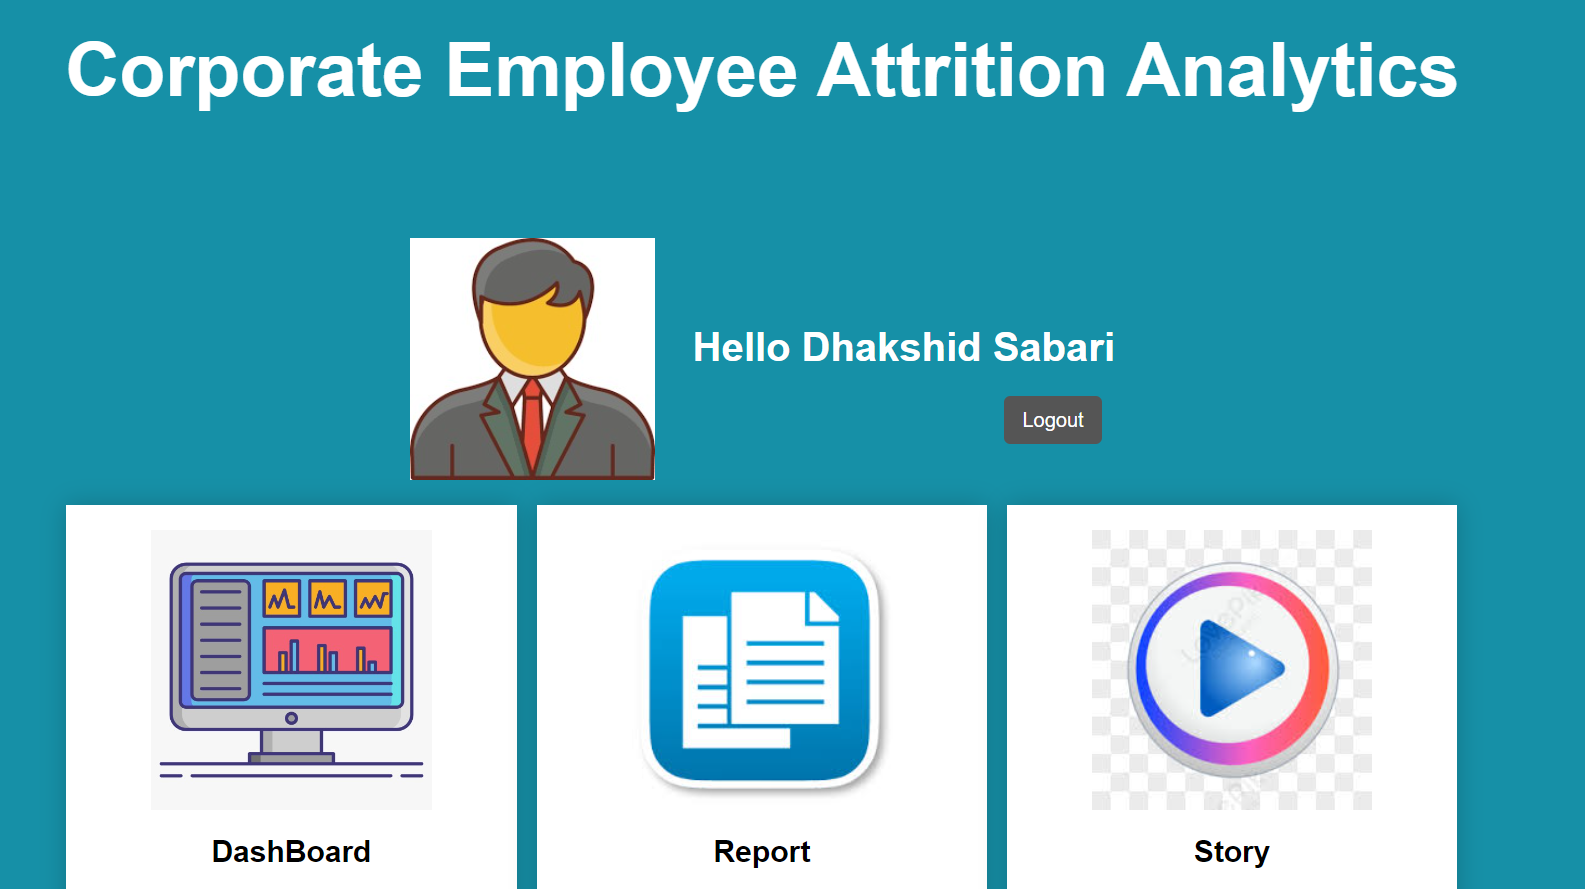 Corporate Employee Attrition Analytics
Hello Dhakshid Sabari
Logout
DashBoard
Report
Story